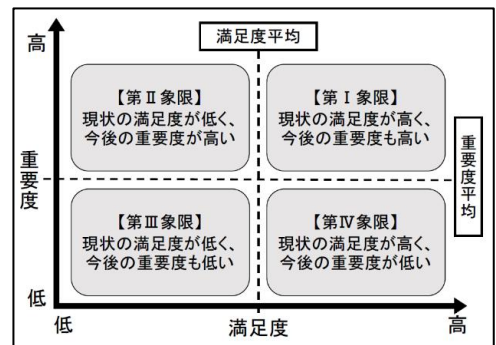 満足度平均
高
【第Ⅱ象限】
現状の満足度が低く、
今後の重要度が高い
【第Ⅰ象限】
現状の満足度が高く、
今後の重要度も高い
重要度
重要度平均
【第Ⅲ象限】
現状の満足度が低く、
今後の重要度も低い
【第Ⅳ象限】
現状の満足度が高く、
今後の重要度が低い
低
低
満足度
高